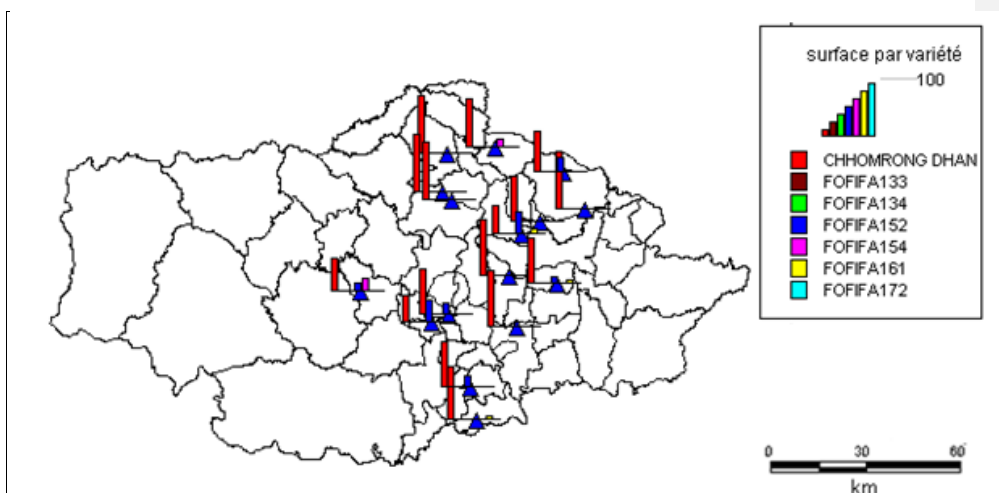 surface par variété
100
CHHOMRONG DHAN
FOFIFA133
FOFIFA134
FOFIFA152
FOFIFA154
FOFIFA161
FOFIFA172
0 30 60
km